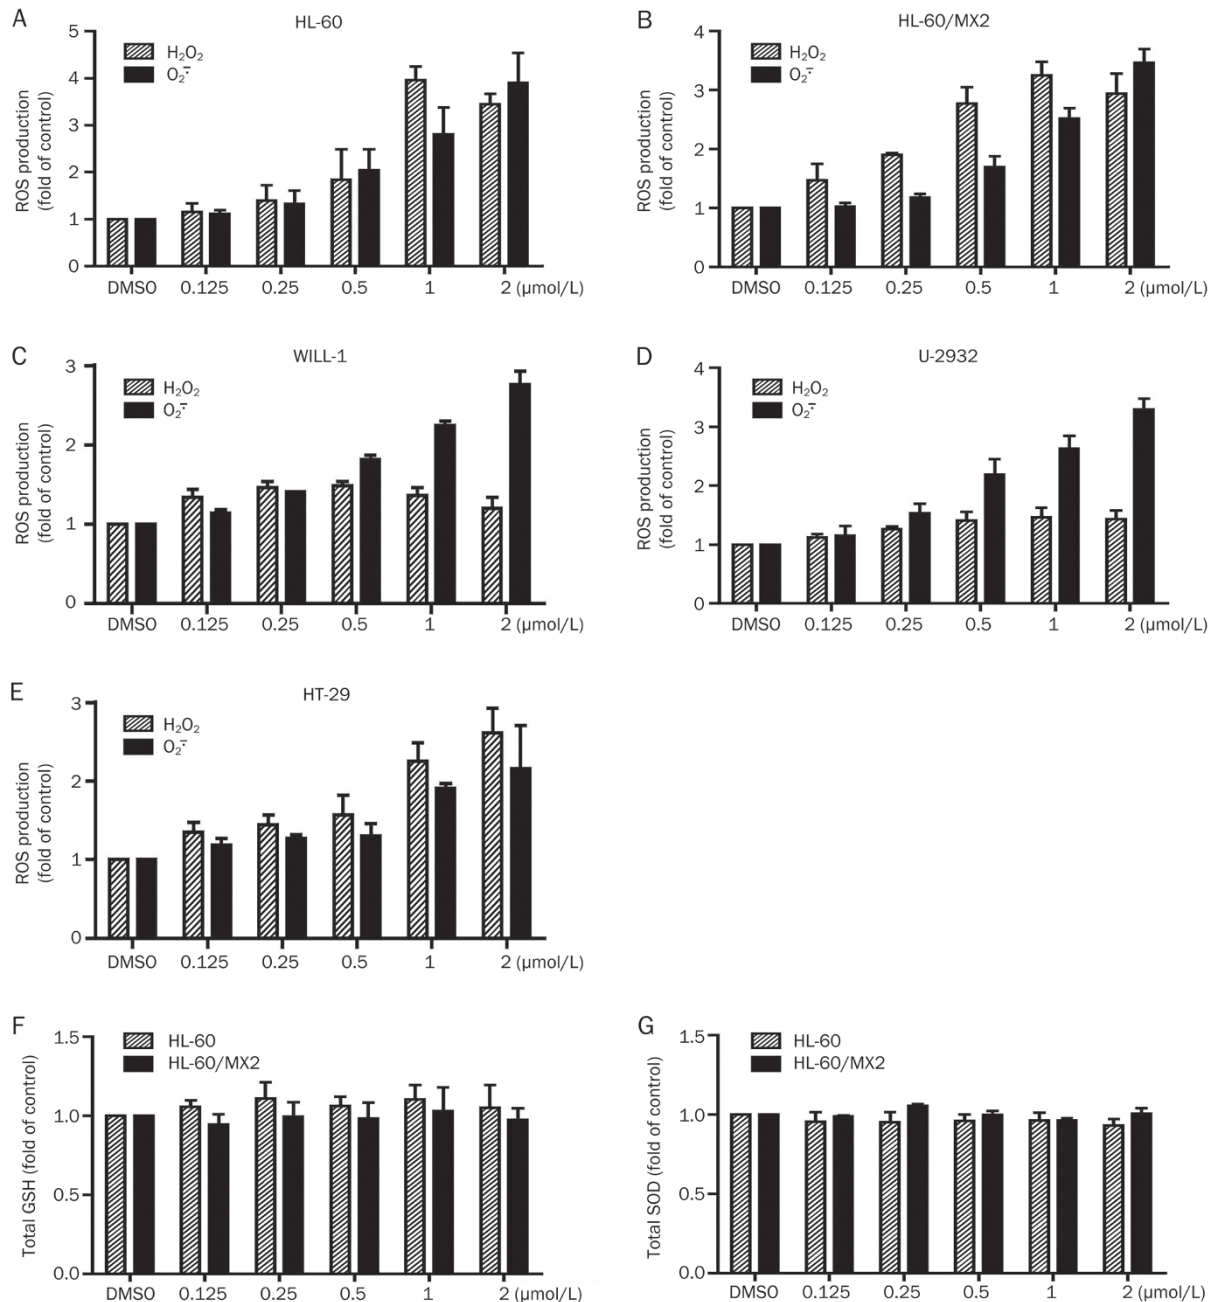 A
HL-60
5
4
3
2
1
0
ROS production
(fold of control)
H₂O₂
O₂⨪
DMSO 0.125 0.25 0.5 1 2 (μmol/L)
B
HL-60/MX2
4
3
2
1
0
ROS production
(fold of control)
H₂O₂
O₂⨪
DMSO 0.125 0.25 0.5 1 2 (μmol/L)
C
WILL-1
3
2
1
0
ROS production
(fold of control)
H₂O₂
O₂⨪
DMSO 0.125 0.25 0.5 1 2 (μmol/L)
D
U-2932
4
3
2
1
0
ROS production
(fold of control)
H₂O₂
O₂⨪
DMSO 0.125 0.25 0.5 1 2 (μmol/L)
E
HT-29
3
2
1
0
ROS production
(fold of control)
H₂O₂
O₂⨪
DMSO 0.125 0.25 0.5 1 2 (μmol/L)
F
1.5
1.0
0.5
0.0
Total GSH (fold of control)
HL-60
HL-60/MX2
DMSO 0.125 0.25 0.5 1 2 (μmol/L)
G
1.5
1.0
0.5
0.0
Total SOD (fold of control)
HL-60
HL-60/MX2
DMSO 0.125 0.25 0.5 1 2 (μmol/L)